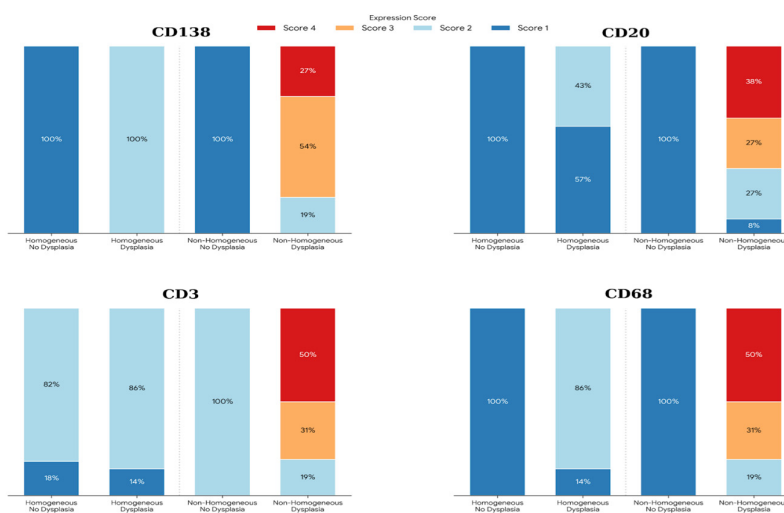 Expression Score
Score 4 Score 3 Score 2 Score 1
CD138
100%
100%
100%
27%
54%
19%
Homogeneous
No Dysplasia
Homogeneous
Dysplasia
Non-Homogeneous
No Dysplasia
Non-Homogeneous
Dysplasia
CD20
100%
43%
57%
100%
38%
27%
27%
8%
Homogeneous
No Dysplasia
Homogeneous
Dysplasia
Non-Homogeneous
No Dysplasia
Non-Homogeneous
Dysplasia
CD3
82%
18%
86%
14%
100%
50%
31%
19%
Homogeneous
No Dysplasia
Homogeneous
Dysplasia
Non-Homogeneous
No Dysplasia
Non-Homogeneous
Dysplasia
CD68
100%
86%
14%
100%
50%
31%
19%
Homogeneous
No Dysplasia
Homogeneous
Dysplasia
Non-Homogeneous
No Dysplasia
Non-Homogeneous
Dysplasia